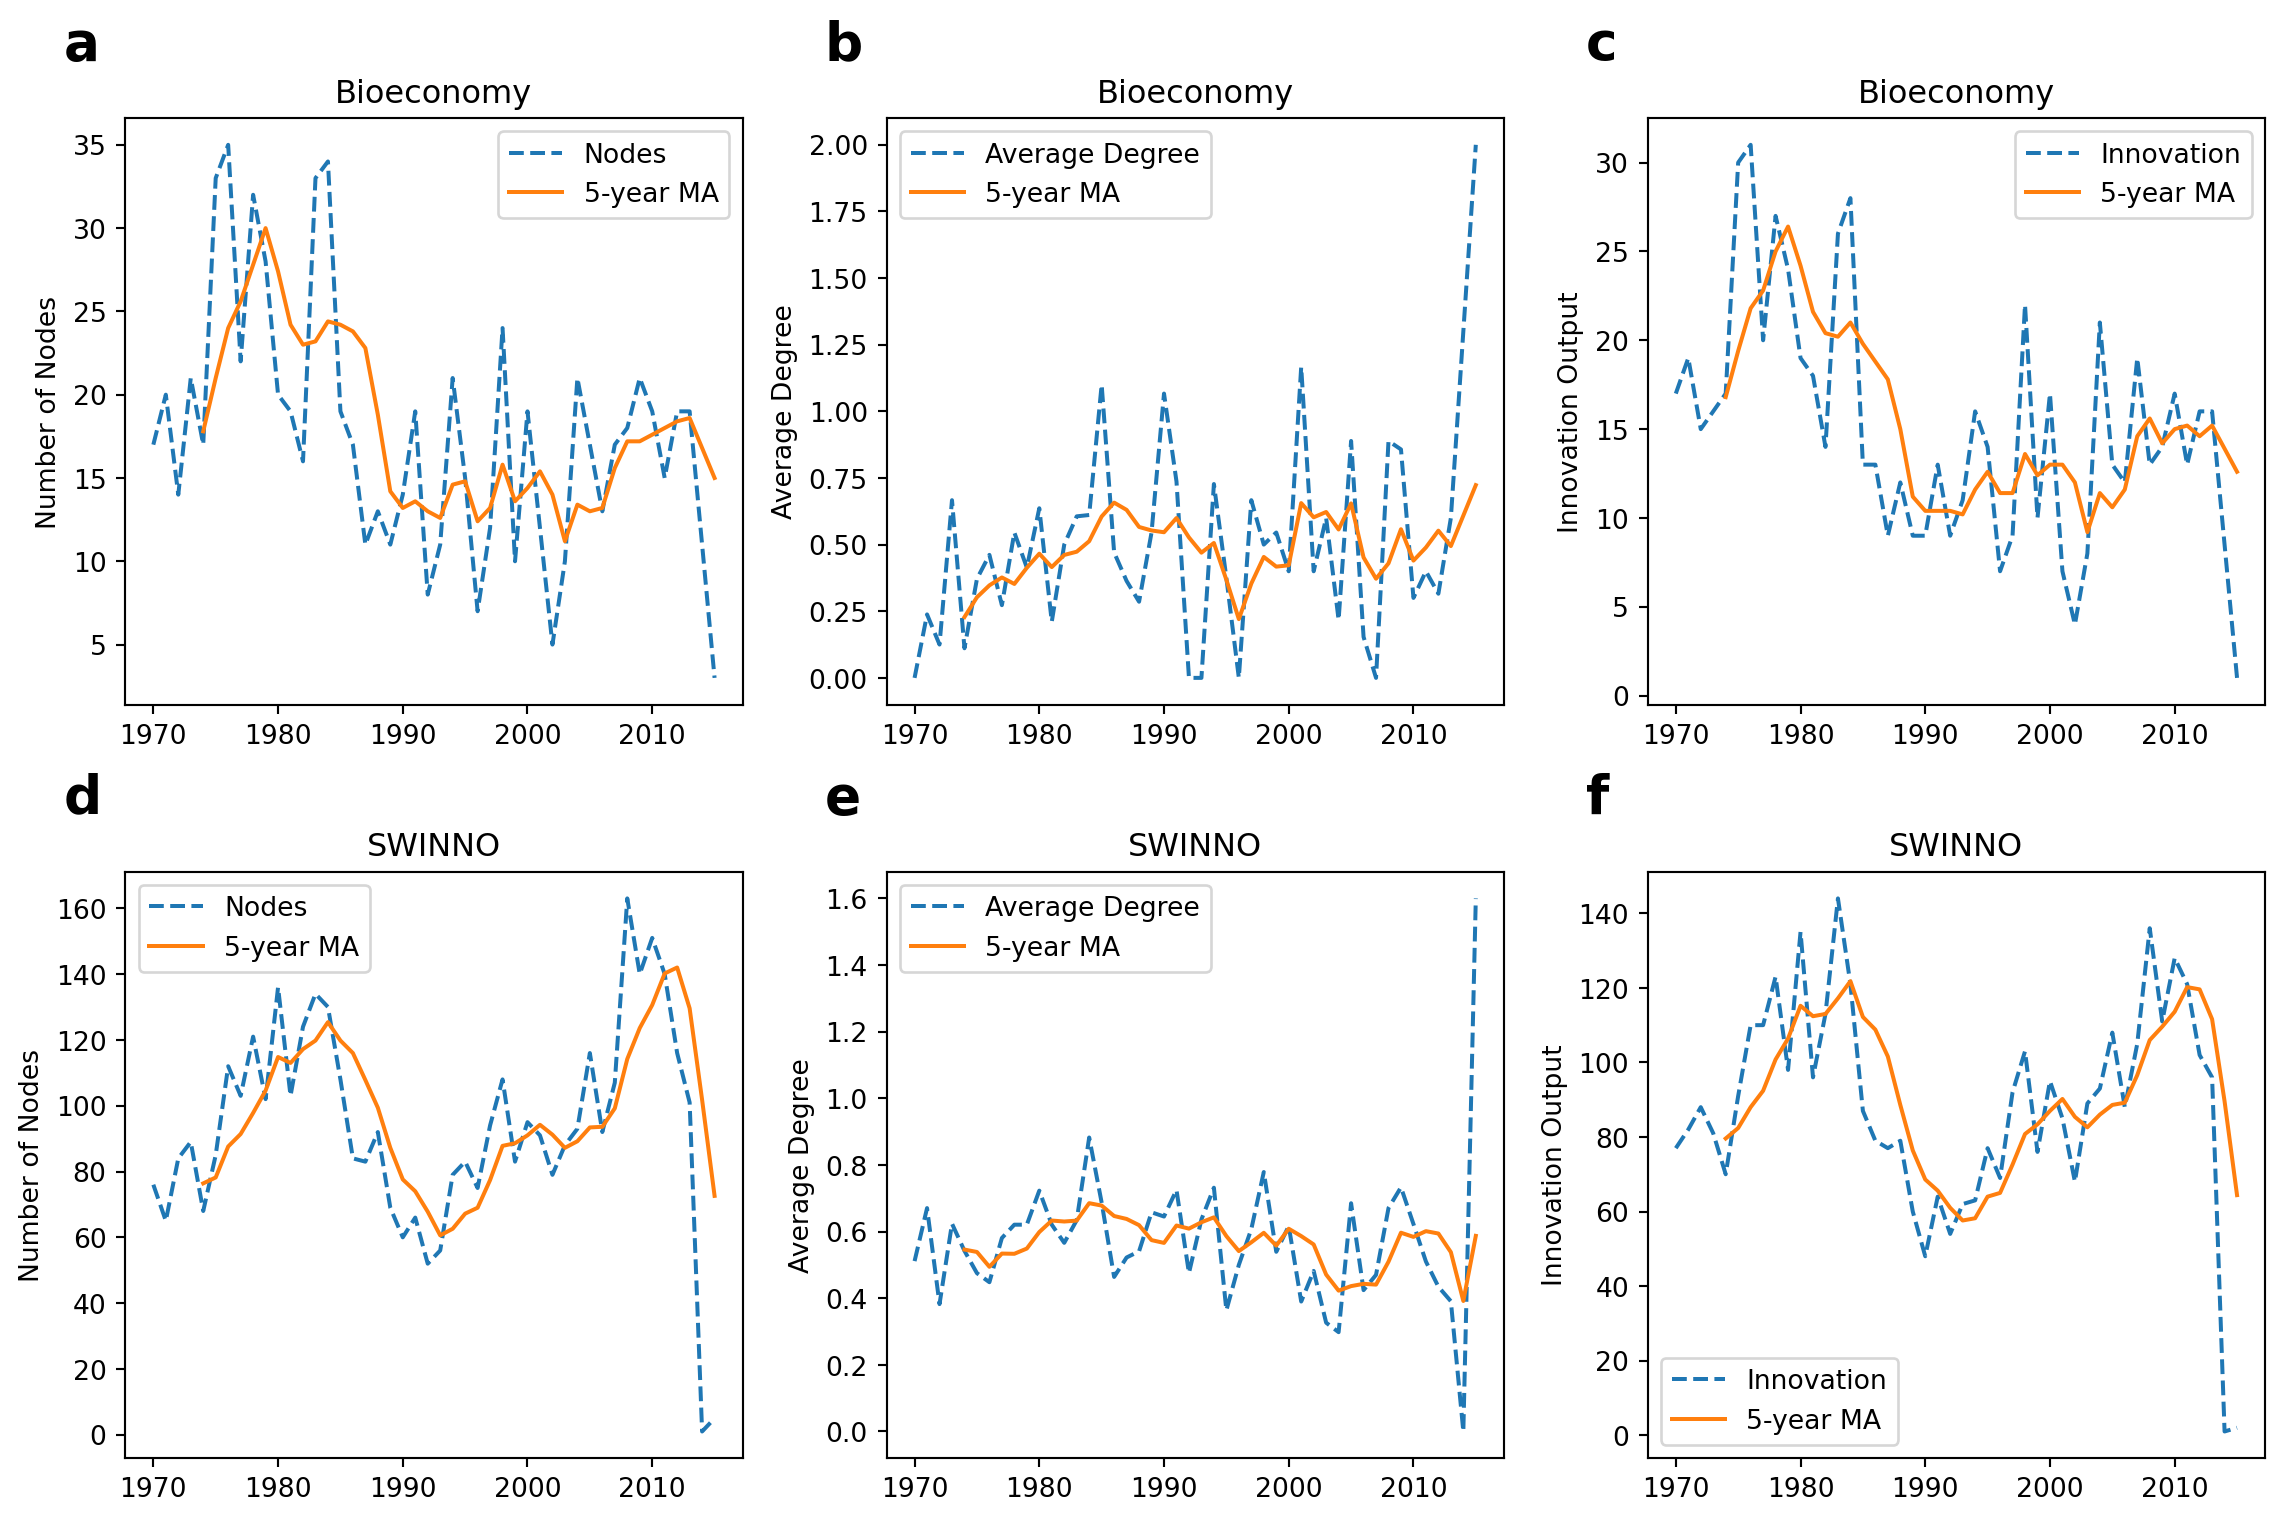 a
Bioeconomy
Number of Nodes
35
30
25
20
15
10
5
1970 1980 1990 2000 2010
Nodes
5-year MA
b
Bioeconomy
Average Degree
2.00
1.75
1.50
1.25
1.00
0.75
0.50
0.25
0.00
1970 1980 1990 2000 2010
Average Degree
5-year MA
c
Bioeconomy
Innovation Output
30
25
20
15
10
5
0
1970 1980 1990 2000 2010
Innovation
5-year MA
d
SWINNO
Number of Nodes
160
140
120
100
80
60
40
20
0
1970 1980 1990 2000 2010
Nodes
5-year MA
e
SWINNO
Average Degree
1.6
1.4
1.2
1.0
0.8
0.6
0.4
0.2
0.0
1970 1980 1990 2000 2010
Average Degree
5-year MA
f
SWINNO
Innovation Output
140
120
100
80
60
40
20
0
1970 1980 1990 2000 2010
Innovation
5-year MA